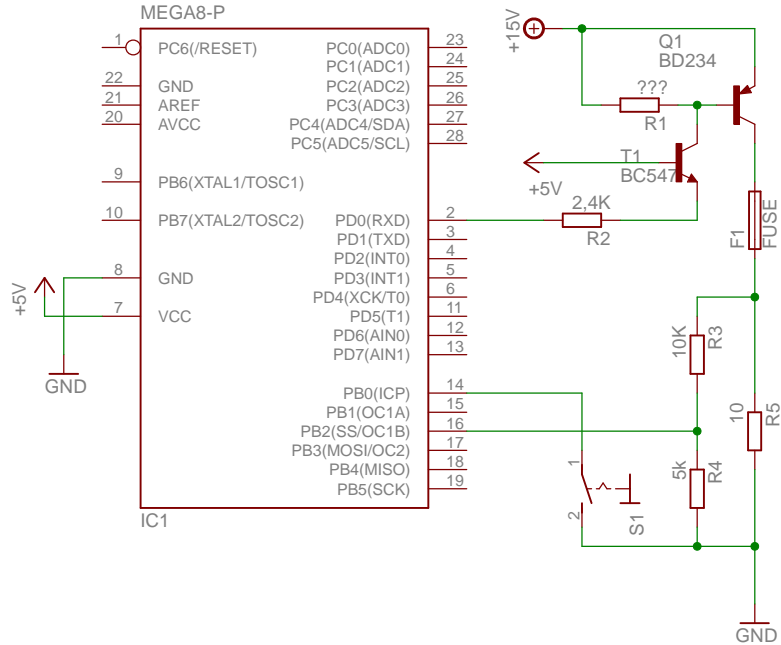 MEGA8-P
1 PC6(/RESET)
22 GND
21 AREF
20 AVCC
9 PB6(XTAL1/TOSC1)
10 PB7(XTAL2/TOSC2)
8 GND
7 VCC
PC0(ADC0) 23
PC1(ADC1) 24
PC2(ADC2) 25
PC3(ADC3) 26
PC4(ADC4/SDA) 27
PC5(ADC5/SCL) 28
PD0(RXD) 2
PD1(TXD) 3
PD2(INT0) 4
PD3(INT1) 5
PD4(XCK/T0) 6
PD5(T1) 11
PD6(AIN0) 12
PD7(AIN1) 13
PB0(ICP) 14
PB1(OC1A) 15
PB2(SS/OC1B) 16
PB3(MOSI/OC2) 17
PB4(MISO) 18
PB5(SCK) 19
IC1
+5V
GND
+15V
Q1
BD234
???
R1
T1
BC547
+5V
2,4K
R2
F1
FUSE
10K
R3
10
R5
5k
R4
1
2
S1
GND